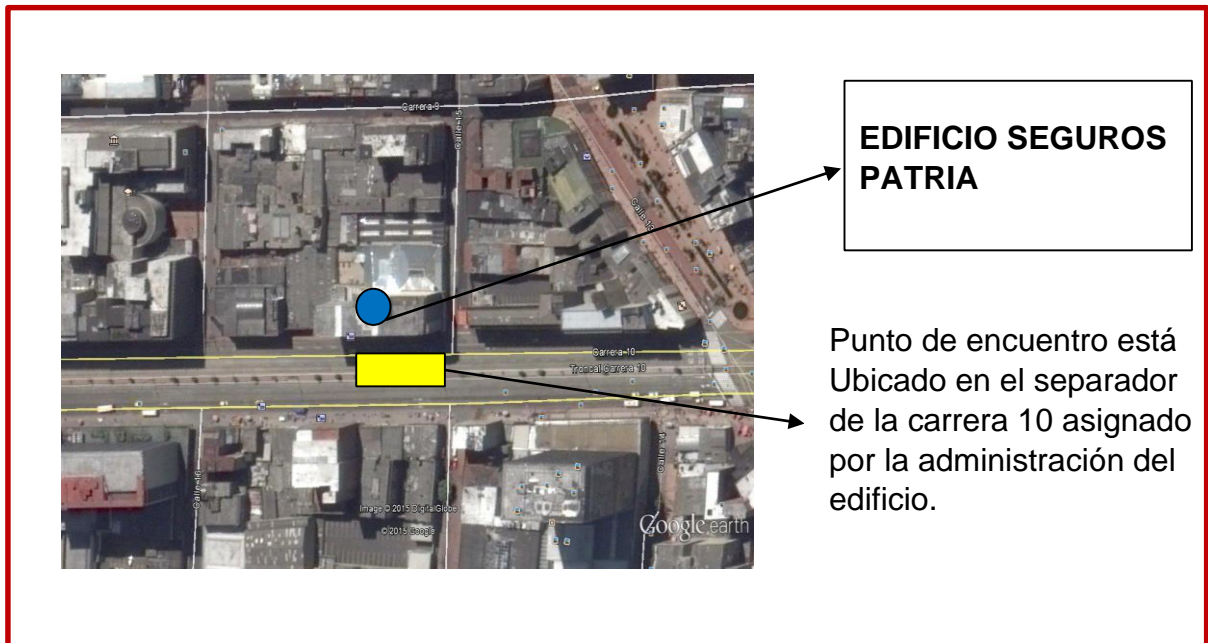 Carrera 9
Calle 15
Calle 13
Carrera 10
Troncal Carrera 10
Calle 16
Calle 14
Image © 2015 DigitalGlobe
© 2015 Google
Google earth
EDIFICIO SEGUROS
PATRIA
Punto de encuentro está
Ubicado en el separador
de la carrera 10 asignado
por la administración del
edificio.